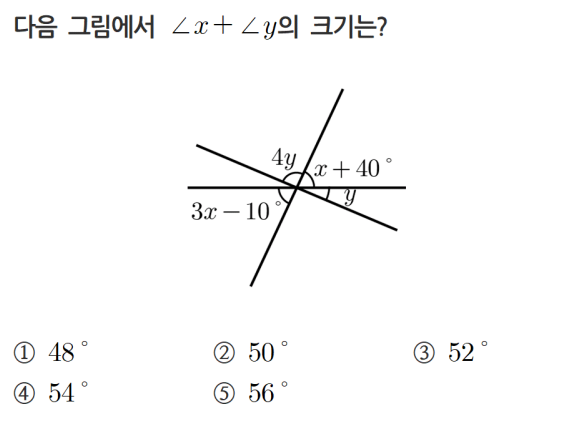 다음 그림에서 ∠x+∠y의 크기는?
4y
x+40°
y
3x−10°
① 48° ② 50° ③ 52°
④ 54° ⑤ 56°